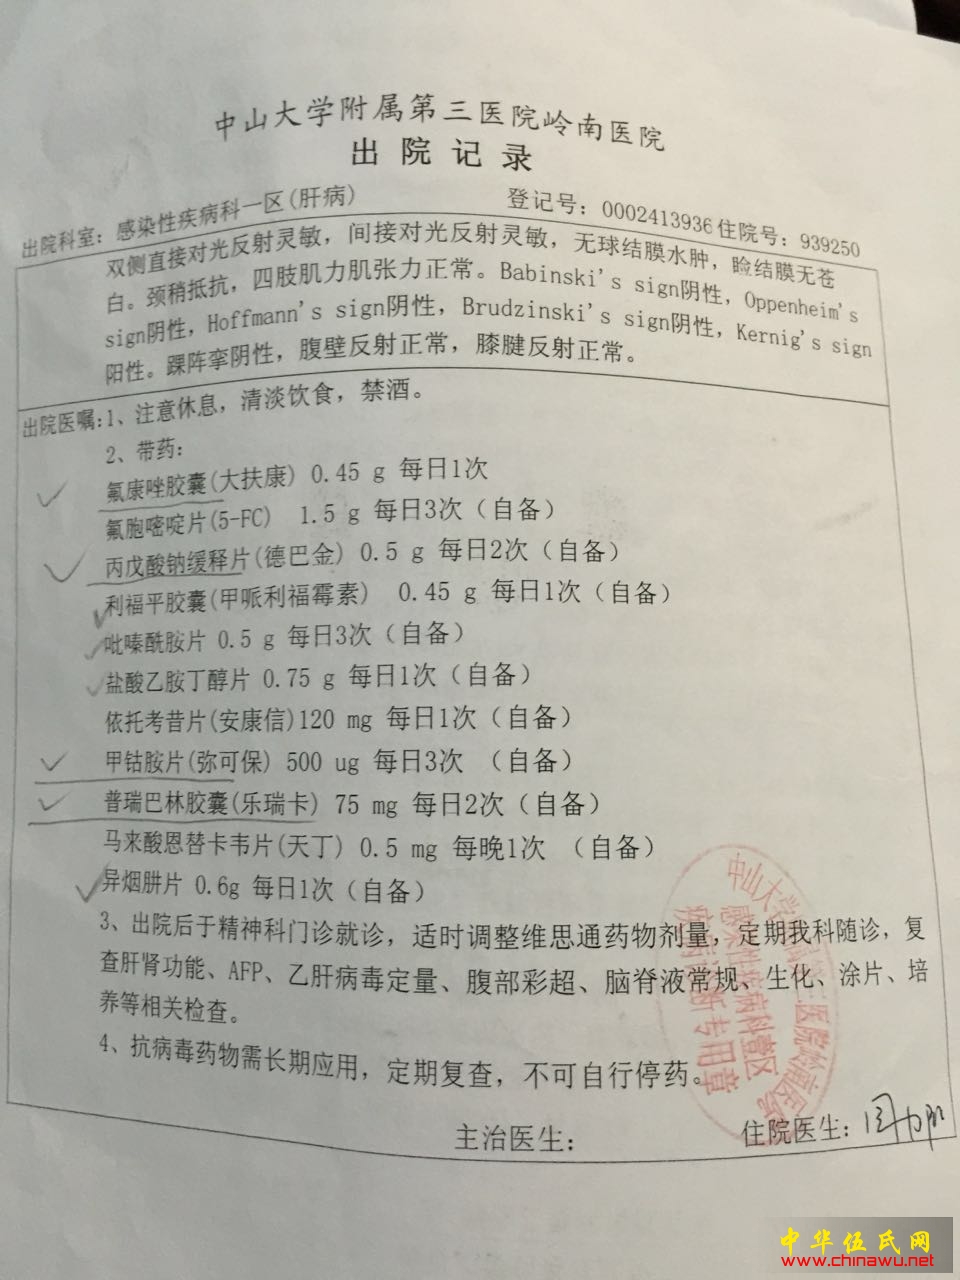 中山大学附属第三医院岭南医院
出院记录
出院科室：感染性疾病科一区(肝病)  登记号：0002413936住院号：939250
双侧直接对光反射灵敏，间接对光反射灵敏，无球结膜水肿，睑结膜无苍
白。颈稍抵抗，四肢肌力肌张力正常。Babinski's sign阴性，Oppenheim's
sign阴性，Hoffmann's sign阴性，Brudzinski's sign阴性，Kernig's sign
阳性。踝阵挛阴性，腹壁反射正常，膝腱反射正常。
出院医嘱：1、注意休息，清淡饮食，禁酒。
2、带药：
氟康唑胶囊(大扶康) 0.45 g 每日1次
氟胞嘧啶片(5-FC) 1.5 g 每日3次（自备）
丙戊酸钠缓释片(德巴金) 0.5 g 每日2次（自备）
利福平胶囊(甲哌利福霉素) 0.45 g 每日1次（自备）
吡嗪酰胺片 0.5 g 每日3次（自备）
盐酸乙胺丁醇片 0.75 g 每日1次（自备）
依托考昔片(安康信)120 mg 每日1次（自备）
甲钴胺片(弥可保) 500 ug 每日3次 （自备）
普瑞巴林胶囊(乐瑞卡) 75 mg 每日2次（自备）
马来酸恩替卡韦片(天丁) 0.5 mg 每晚1次 （自备）
异烟肼片 0.6g 每日1次（自备）
3、出院后于精神科门诊就诊，适时调整维思通药物剂量，定期我科随诊，复
查肝肾功能、AFP、乙肝病毒定量、腹部彩超、脑脊液常规、生化、涂片、培
养等相关检查。
4、抗病毒药物需长期应用，定期复查，不可自行停药。
中山大学附属第三医院岭南医院
感染性疾病科一区
疾病诊断专用章
主治医生：  住院医生：
中华伍氏网
www.chinawu.net